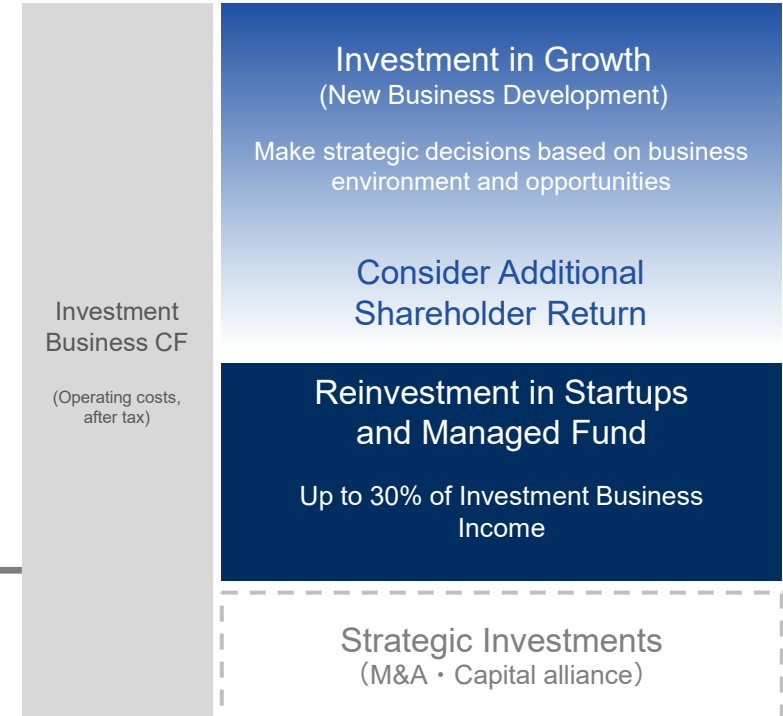 Investment in Growth
(New Business Development)
Make strategic decisions based on business
environment and opportunities
Consider Additional
Shareholder Return
Investment
Business CF
(Operating costs,
after tax)
Reinvestment in Startups
and Managed Fund
Up to 30% of Investment Business
Income
Strategic Investments
（M&A・Capital alliance）